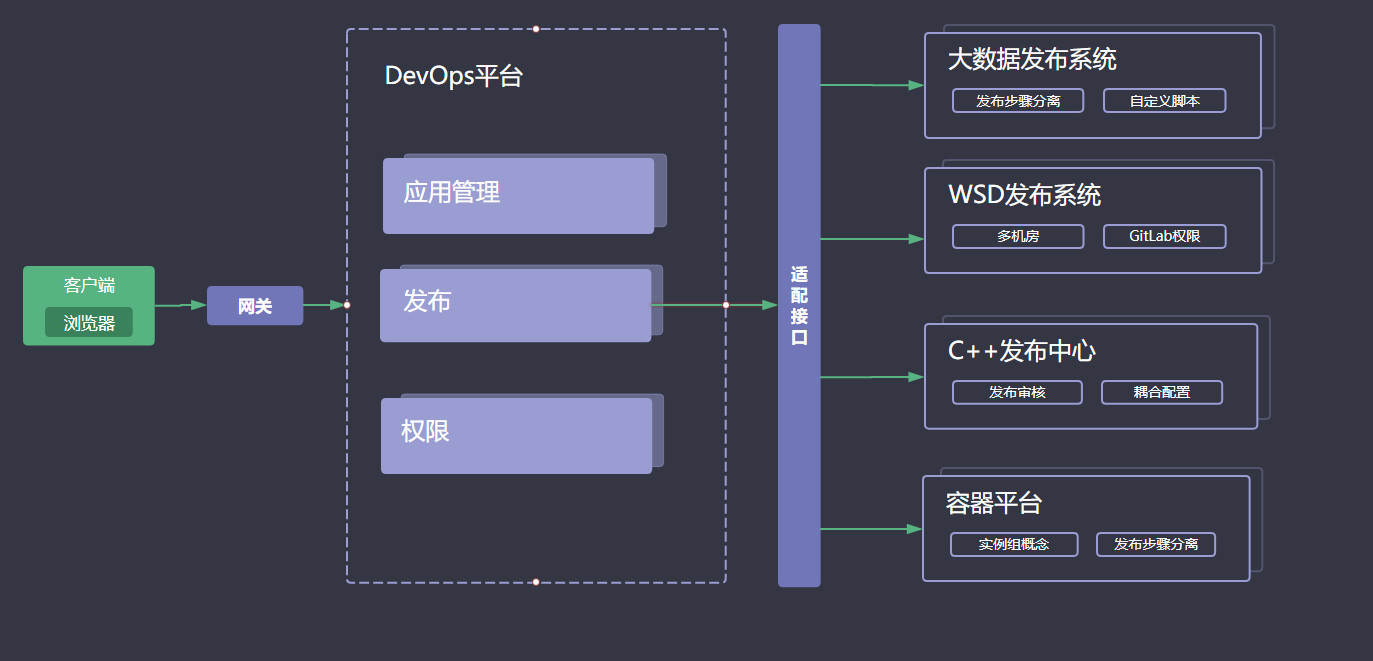 客户端
浏览器
网关
DevOps平台
应用管理
发布
权限
适
配
接
口
大数据发布系统
发布步骤分离
自定义脚本
WSD发布系统
多机房
GitLab权限
C++发布中心
发布审核
耦合配置
容器平台
实例组概念
发布步骤分离